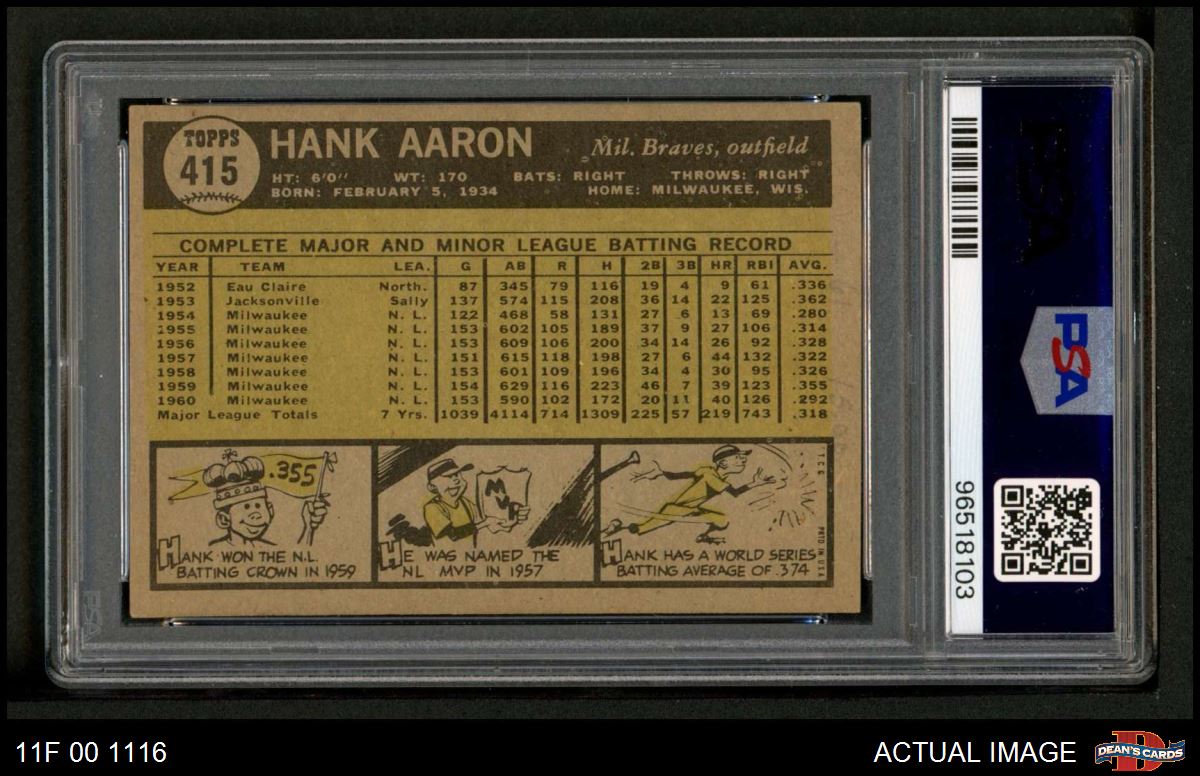 TOPPS
415
HANK AARON
Mil. Braves, outfield
HT: 6'0" WT: 170 BATS: RIGHT THROWS: RIGHT
BORN: FEBRUARY 5, 1934 HOME: MILWAUKEE, WIS.
COMPLETE MAJOR AND MINOR LEAGUE BATTING RECORD
YEAR TEAM LEA. G AB R H 2B 3B HR RBI AVG.
1952 Eau Claire North. 87 345 79 116 19 4 9 61 .336
1953 Jacksonville Sally 137 574 115 208 36 14 22 125 .362
1954 Milwaukee N. L. 122 468 58 131 27 6 13 69 .280
1955 Milwaukee N. L. 153 602 105 189 37 9 27 106 .314
1956 Milwaukee N. L. 153 609 106 200 34 14 26 92 .328
1957 Milwaukee N. L. 151 615 118 198 27 6 44 132 .322
1958 Milwaukee N. L. 153 601 109 196 34 4 30 95 .326
1959 Milwaukee N. L. 154 629 116 223 46 7 39 123 .355
1960 Milwaukee N. L. 153 590 102 172 20 11 40 126 .292
Major League Totals 7 Yrs. 1039 4114 714 1309 225 57 219 743 .318
.355
HANK WON THE N.L.
BATTING CROWN IN 1959
MVP
HE WAS NAMED THE
NL MVP IN 1957
HANK HAS A WORLD SERIES
BATTING AVERAGE OF .374
T.C.G.
PRTD IN USA
PSA
PSA
PSA
96518103
11F 00 1116
ACTUAL IMAGE
DEAN'S CARDS